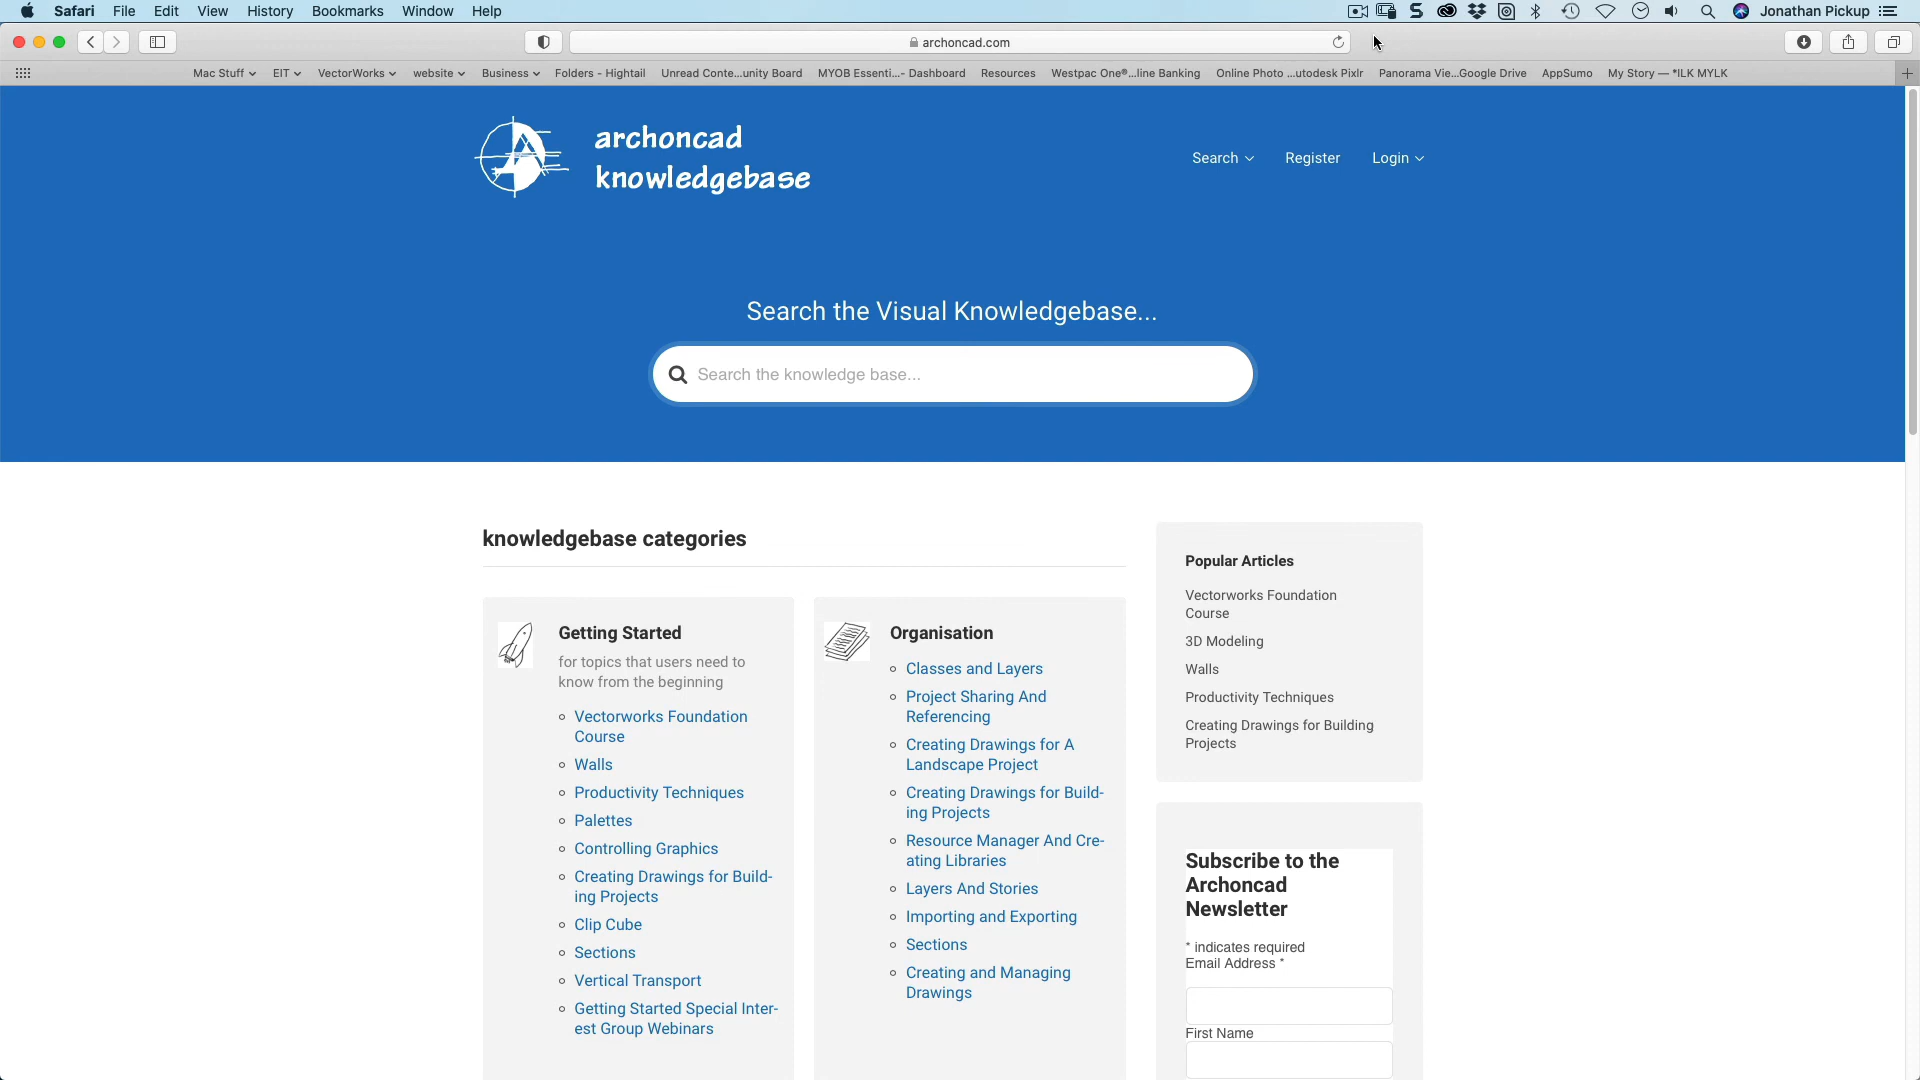 Safari File Edit View History Bookmarks Window Help Jonathan Pickup
archoncad.com
Mac Stuff EIT VectorWorks website Business Folders - Hightail Unread Conte...unity Board MYOB Essenti...- Dashboard Resources Westpac One®...line Banking Online Photo ...utodesk Pixlr Panorama Vie...Google Drive AppSumo My Story — *ILK MYLK
archoncad
knowledgebase
Search Register Login
Search the Visual Knowledgebase...
Search the knowledge base...
knowledgebase categories
Getting Started
for topics that users need to
know from the beginning
Vectorworks Foundation
Course
Walls
Productivity Techniques
Palettes
Controlling Graphics
Creating Drawings for Build-
ing Projects
Clip Cube
Sections
Vertical Transport
Getting Started Special Inter-
est Group Webinars
Organisation
Classes and Layers
Project Sharing And
Referencing
Creating Drawings for A
Landscape Project
Creating Drawings for Build-
ing Projects
Resource Manager And Cre-
ating Libraries
Layers And Stories
Importing and Exporting
Sections
Creating and Managing
Drawings
Popular Articles
Vectorworks Foundation
Course
3D Modeling
Walls
Productivity Techniques
Creating Drawings for Building
Projects
Subscribe to the
Archoncad
Newsletter
* indicates required
Email Address *
First Name